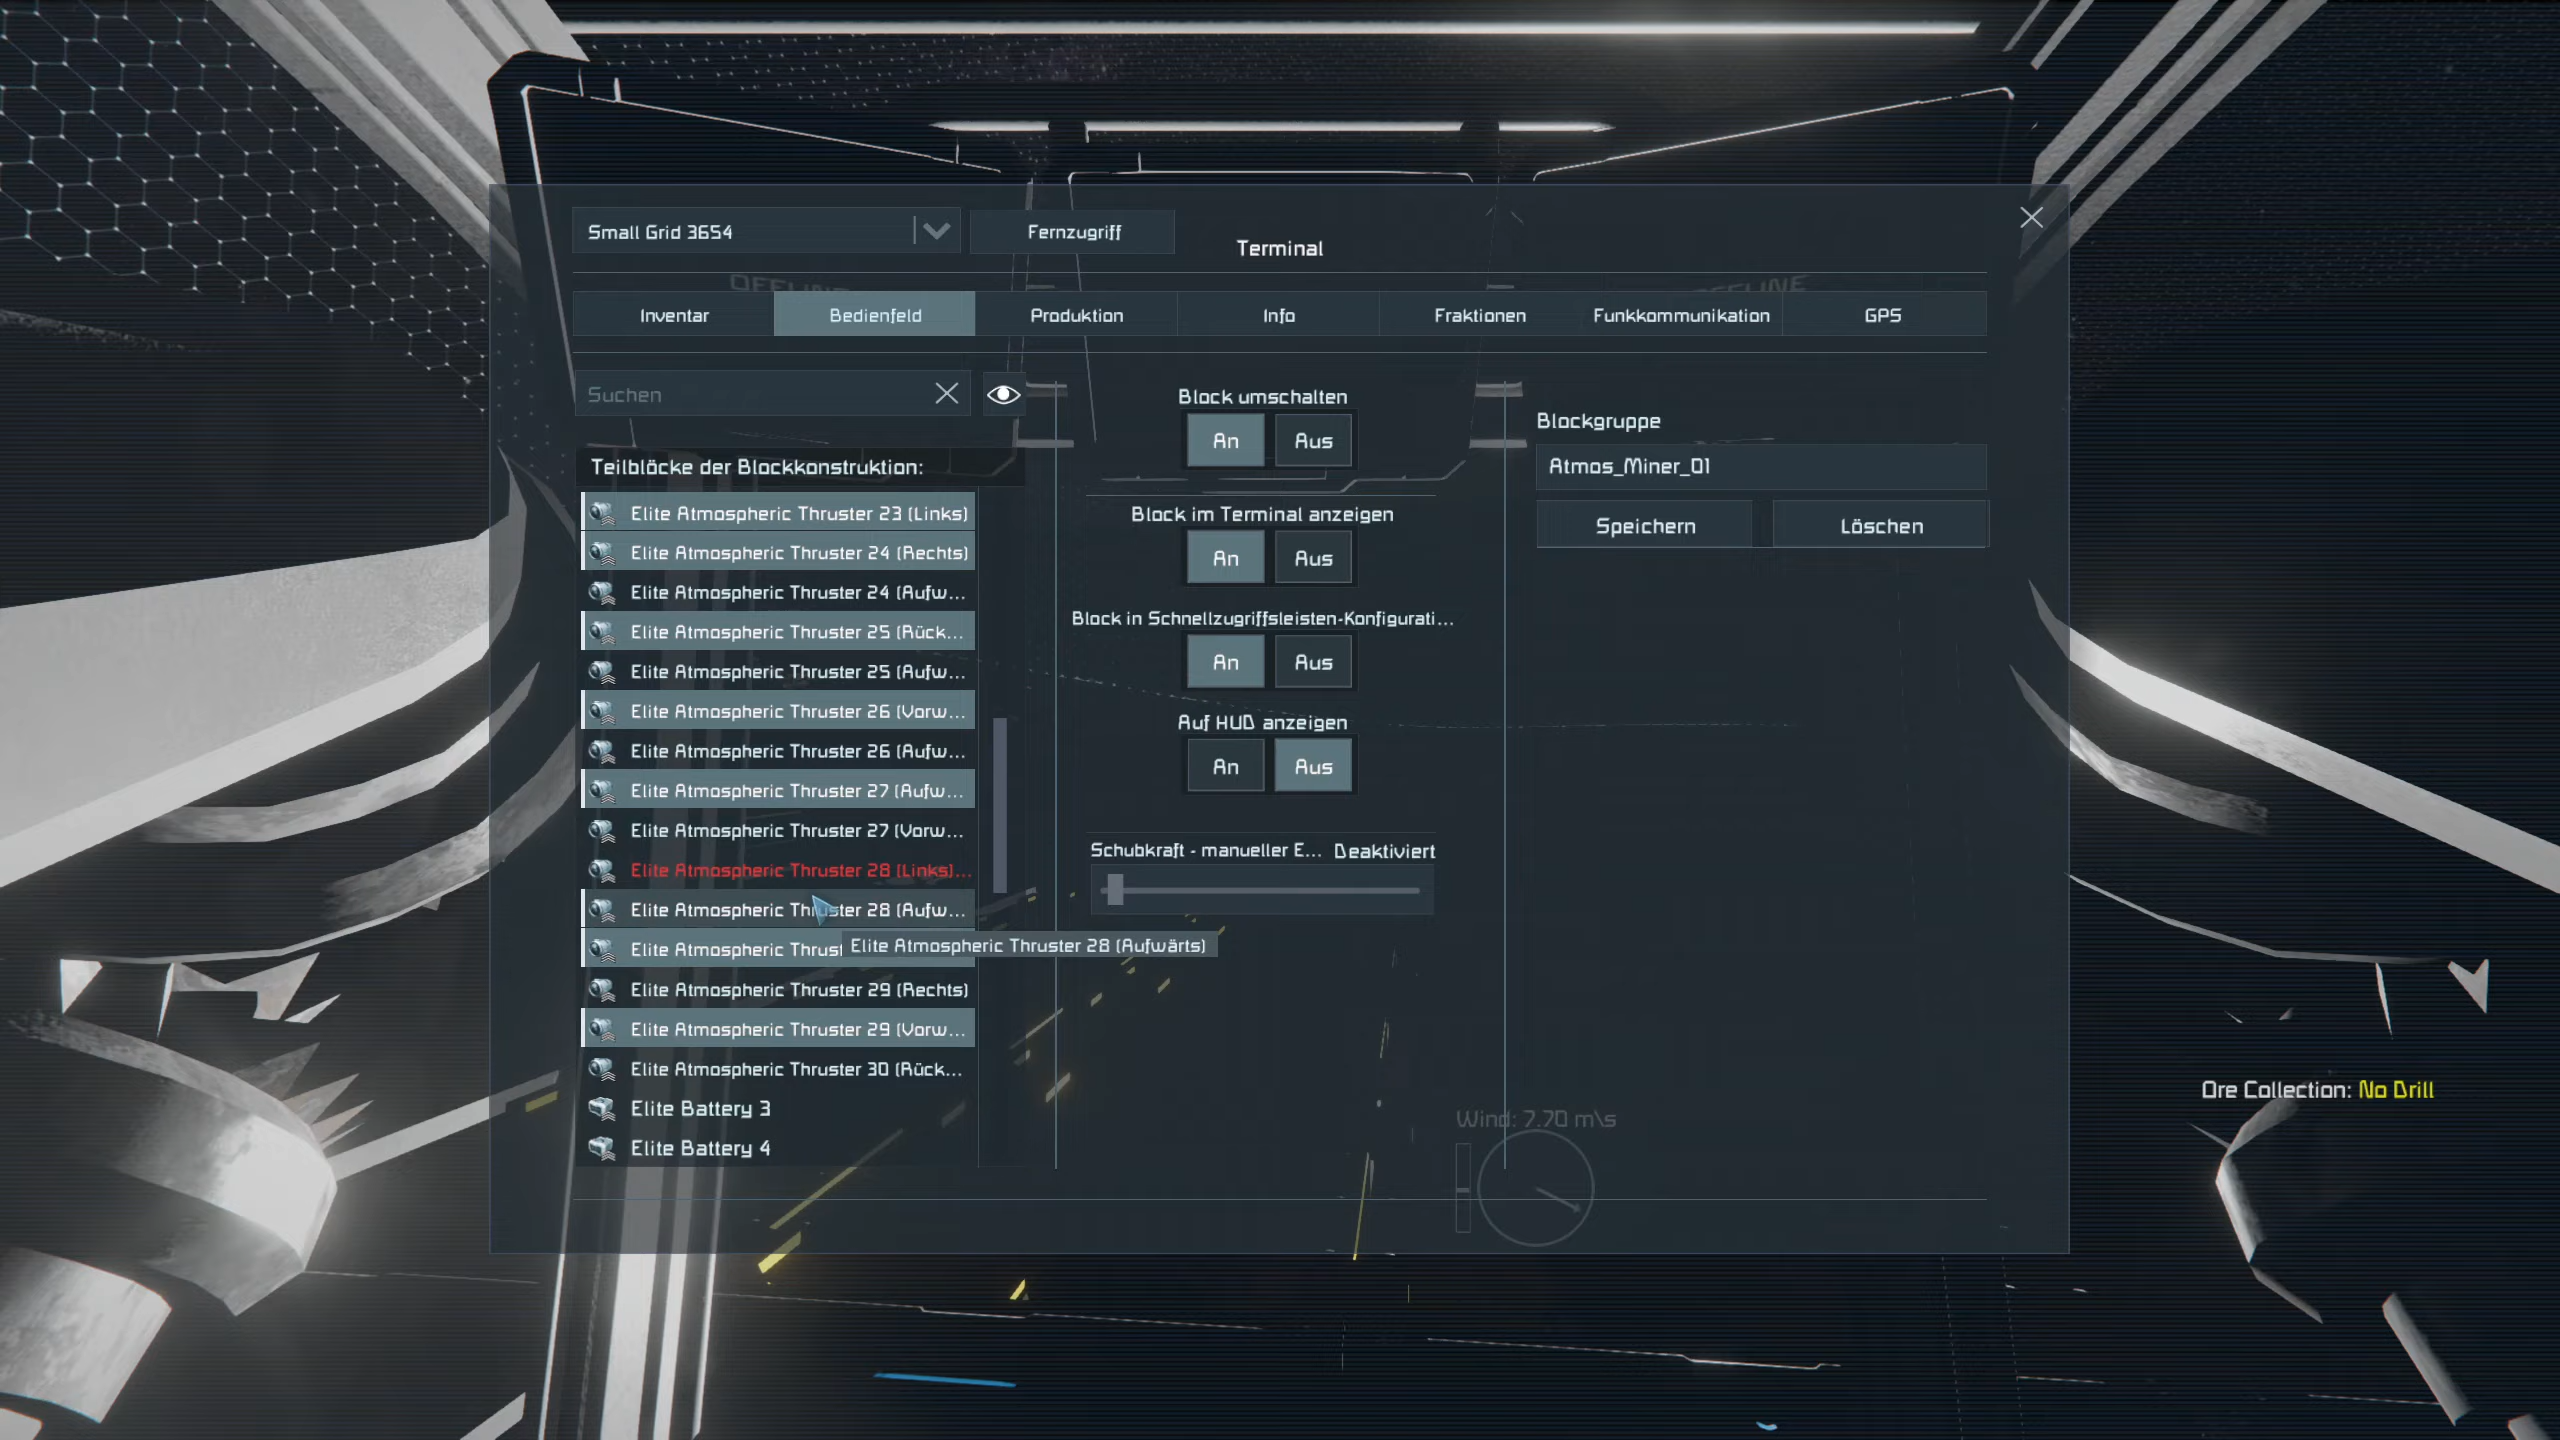 Small Grid 3654
Fernzugriff
Terminal
OFFLINE
Inventar
Bedienfeld
Produktion
Info
Fraktionen
Funkkommunikation
GPS
Suchen
Teilblöcke der Blockkonstruktion:
Elite Atmospheric Thruster 23 (Links)
Elite Atmospheric Thruster 24 (Rechts)
Elite Atmospheric Thruster 24 (Aufw...
Elite Atmospheric Thruster 25 (Rück...
Elite Atmospheric Thruster 25 (Aufw...
Elite Atmospheric Thruster 26 (Vorw...
Elite Atmospheric Thruster 26 (Aufw...
Elite Atmospheric Thruster 27 (Aufw...
Elite Atmospheric Thruster 27 (Vorw...
Elite Atmospheric Thruster 28 (Links)...
Elite Atmospheric Thruster 28 (Aufw...
Elite Atmospheric Thrus
Elite Atmospheric Thruster 28 (Aufwärts)
Elite Atmospheric Thruster 29 (Rechts)
Elite Atmospheric Thruster 29 (Vorw...
Elite Atmospheric Thruster 30 (Rück...
Elite Battery 3
Elite Battery 4
Block umschalten
An Aus
Block im Terminal anzeigen
An Aus
Block in Schnellzugriffsleisten-Konfigurati...
An Aus
Auf HUD anzeigen
An Aus
Schubkraft - manueller E... Deaktiviert
Blockgruppe
Atmos_Miner_01
Speichern
Löschen
Wind: 7.70 m\s
Ore Collection: No Drill